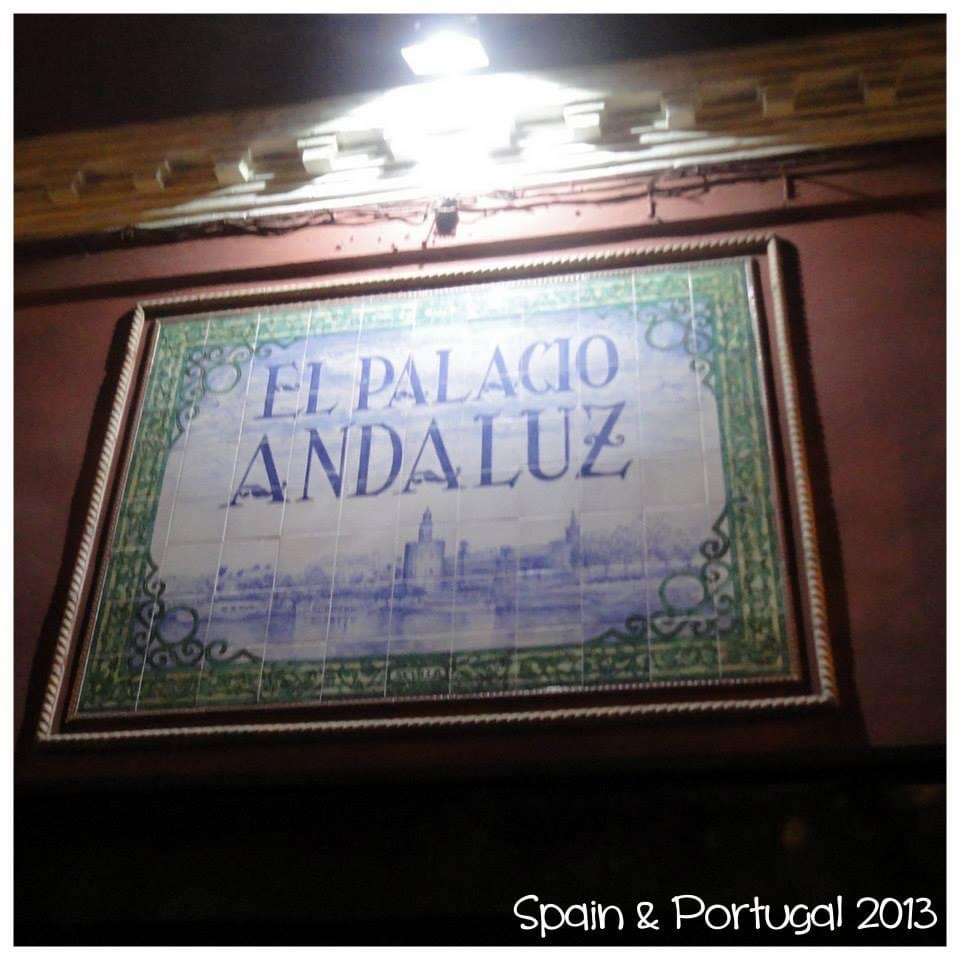 EL PALACIO
ANDALUZ
Spain & Portugal 2013